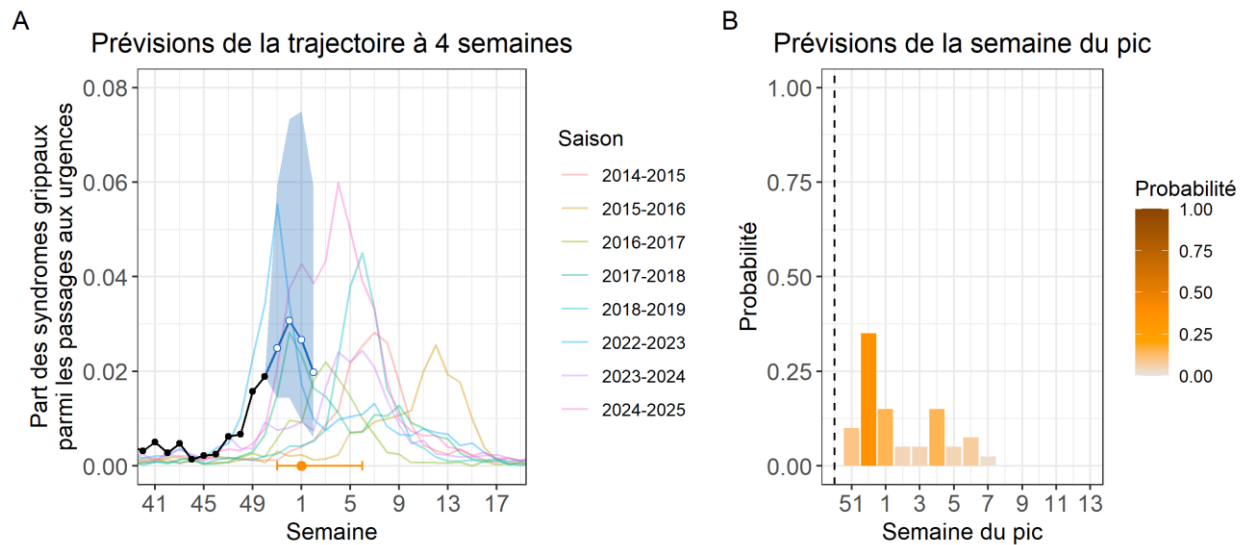 A
Prévisions de la trajectoire à 4 semaines
Part des syndromes grippaux
parmi les passages aux urgences
0.08
0.06
0.04
0.02
0.00
41 45 49 1 5 9 13 17
Semaine
Saison
2014-2015
2015-2016
2016-2017
2017-2018
2018-2019
2022-2023
2023-2024
2024-2025
B
Prévisions de la semaine du pic
Probabilité
1.00
0.75
0.50
0.25
0.00
51 1 3 5 7 9 11 13
Semaine du pic
Probabilité
1.00
0.75
0.50
0.25
0.00